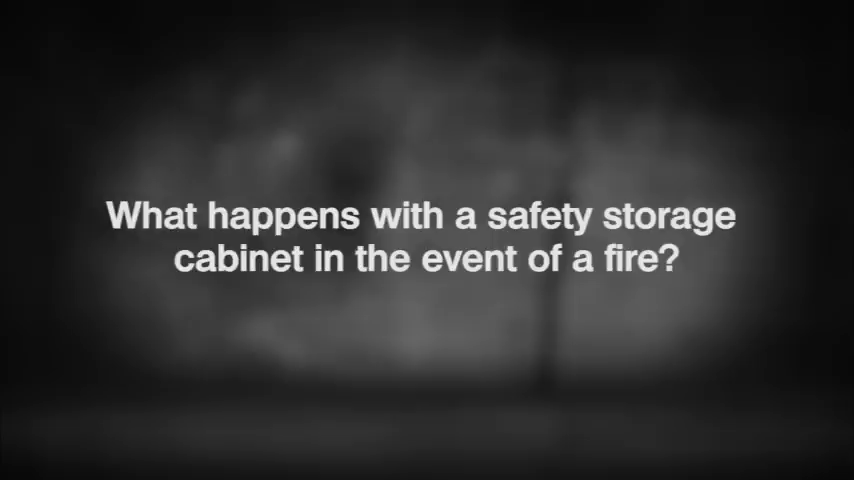 What happens with a safety storage
cabinet in the event of a fire?